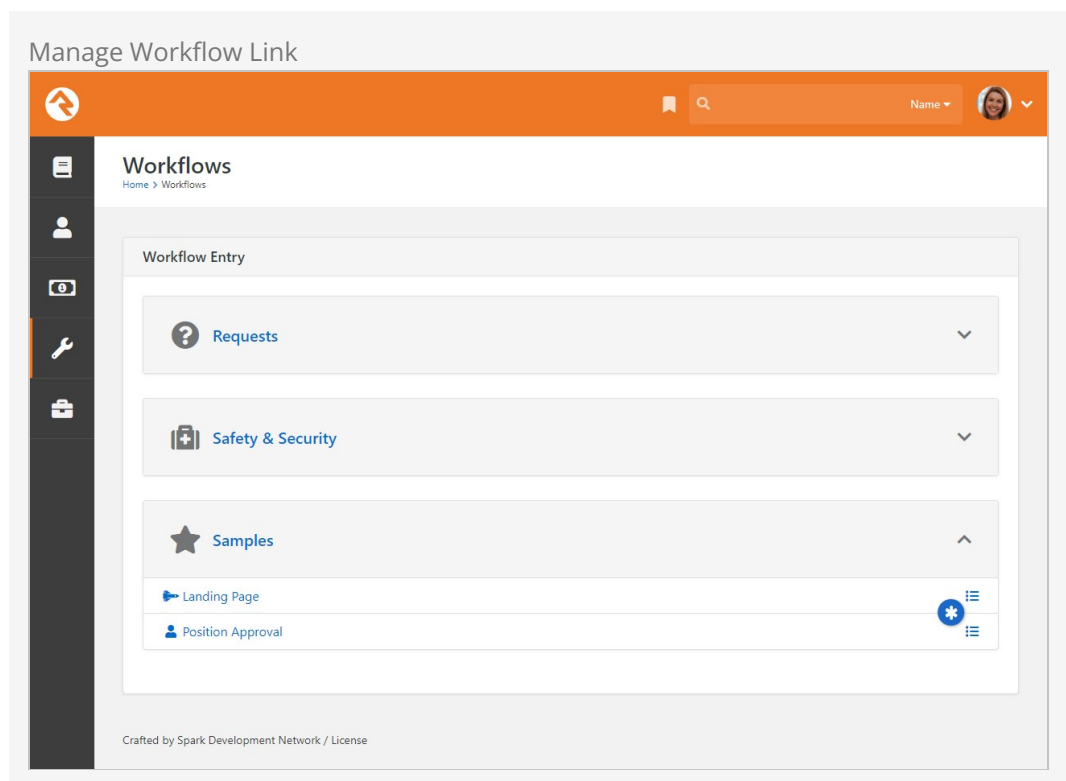 Manage Workflow Link
Name
Workflows
Home > Workflows
Workflow Entry
Requests
Safety & Security
Samples
Landing Page
Position Approval
Crafted by Spark Development Network / License